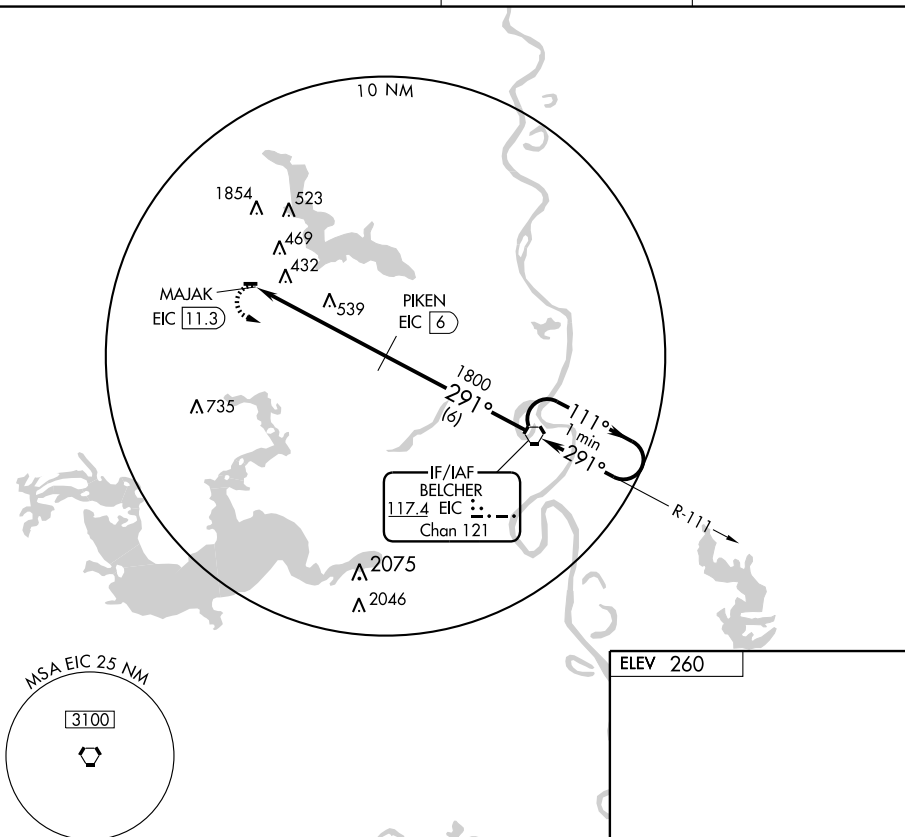 10 NM
1854
523
469
432
MAJAK
EIC 11.3
539
PIKEN
EIC 6
735
1800
291°
(6)
111°
1 min
291°
IF/IAF
BELCHER
117.4 EIC
Chan 121
R-111
2075
2046
MSA EIC 25 NM
3100
ELEV 260